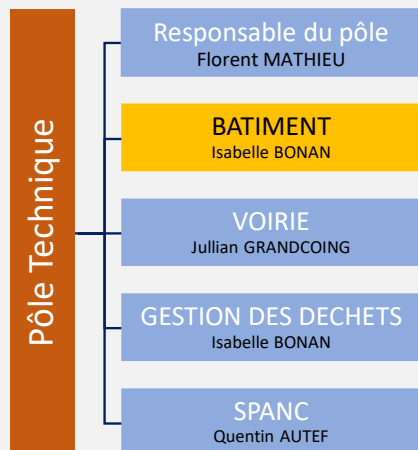 Pôle Technique
Responsable du pôle
Florent MATHIEU
BATIMENT
Isabelle BONAN
VOIRIE
Jullian GRANDCOING
GESTION DES DECHETS
Isabelle BONAN
SPANC
Quentin AUTEF